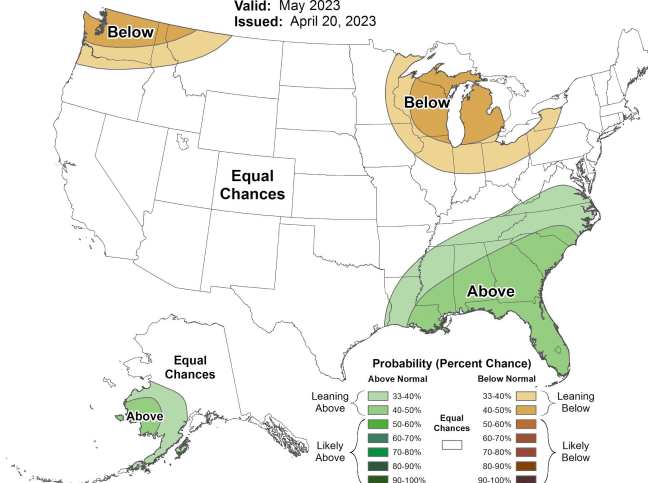 Valid: May 2023
Issued: April 20, 2023
Below
Below
Equal
Chances
Above
Equal
Chances
Above
Probability (Percent Chance)
Above Normal
Below Normal
Leaning
Above
33-40%
40-50%
50-60%
60-70%
70-80%
80-90%
90-100%
Likely
Above
Equal
Chances
33-40%
40-50%
50-60%
60-70%
70-80%
80-90%
90-100%
Leaning
Below
Likely
Below